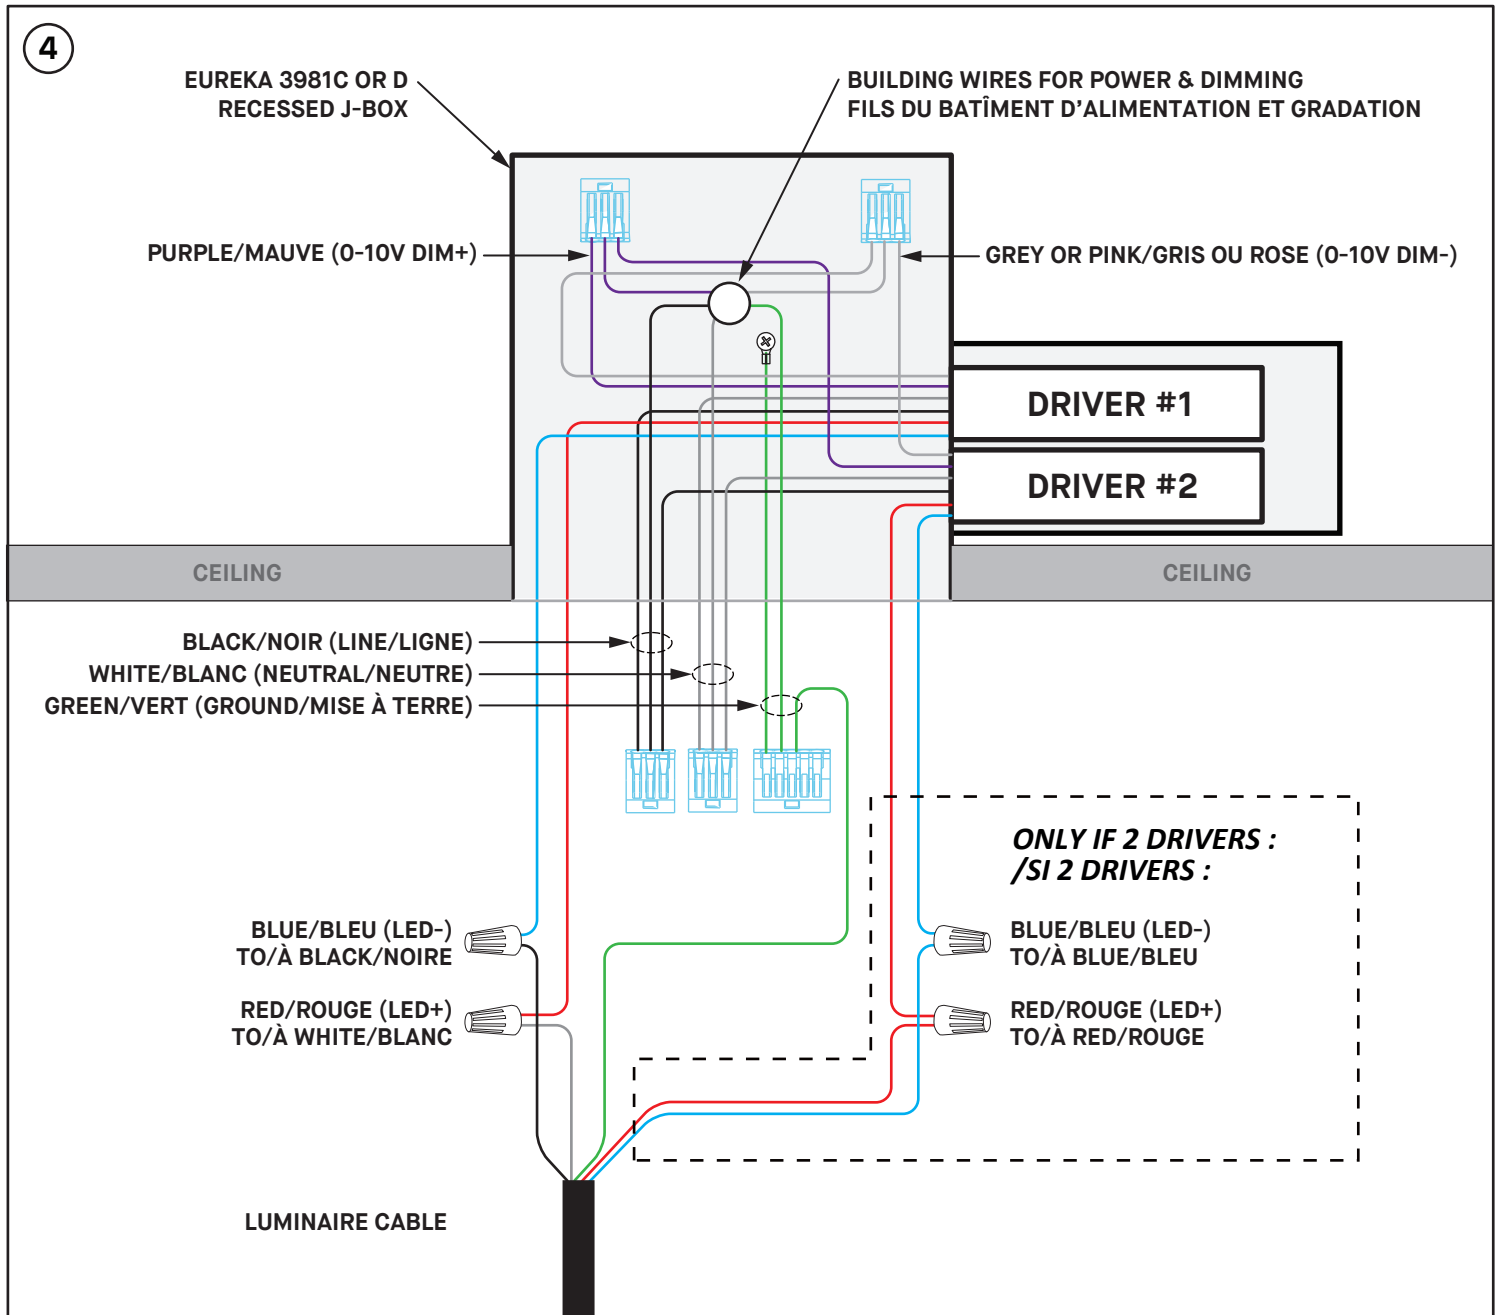 4
EUREKA 3981C OR D
RECESSED J-BOX
BUILDING WIRES FOR POWER & DIMMING
FILS DU BATÎMENT D'ALIMENTATION ET GRADATION
PURPLE/MAUVE (0-10V DIM+)
GREY OR PINK/GRIS OU ROSE (0-10V DIM-)
DRIVER #1
DRIVER #2
CEILING
CEILING
BLACK/NOIR (LINE/LIGNE)
WHITE/BLANC (NEUTRAL/NEUTRE)
GREEN/VERT (GROUND/MISE À TERRE)
ONLY IF 2 DRIVERS :
/SI 2 DRIVERS :
BLUE/BLEU (LED-)
TO/À BLACK/NOIRE
BLUE/BLEU (LED-)
TO/À BLUE/BLEU
RED/ROUGE (LED+)
TO/À WHITE/BLANC
RED/ROUGE (LED+)
TO/À RED/ROUGE
LUMINAIRE CABLE